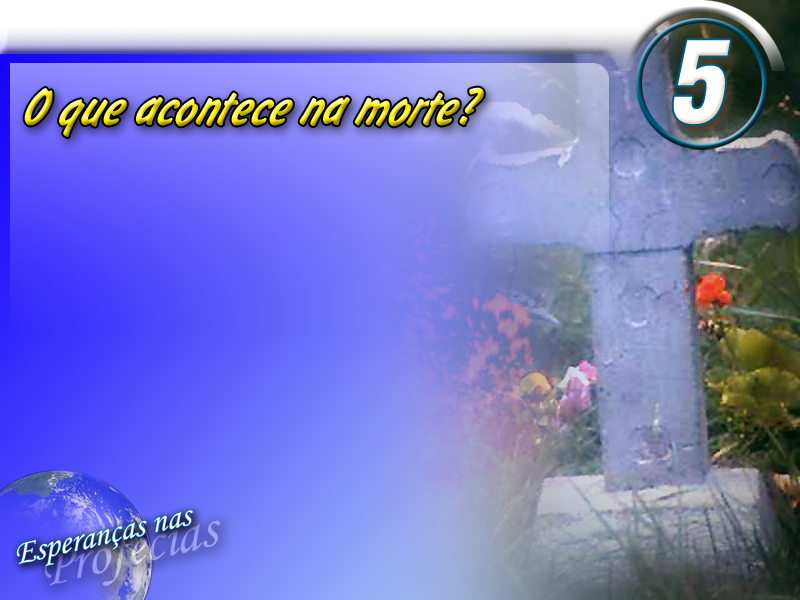 O que acontece na morte?
5
Esperanças nas
Profecias